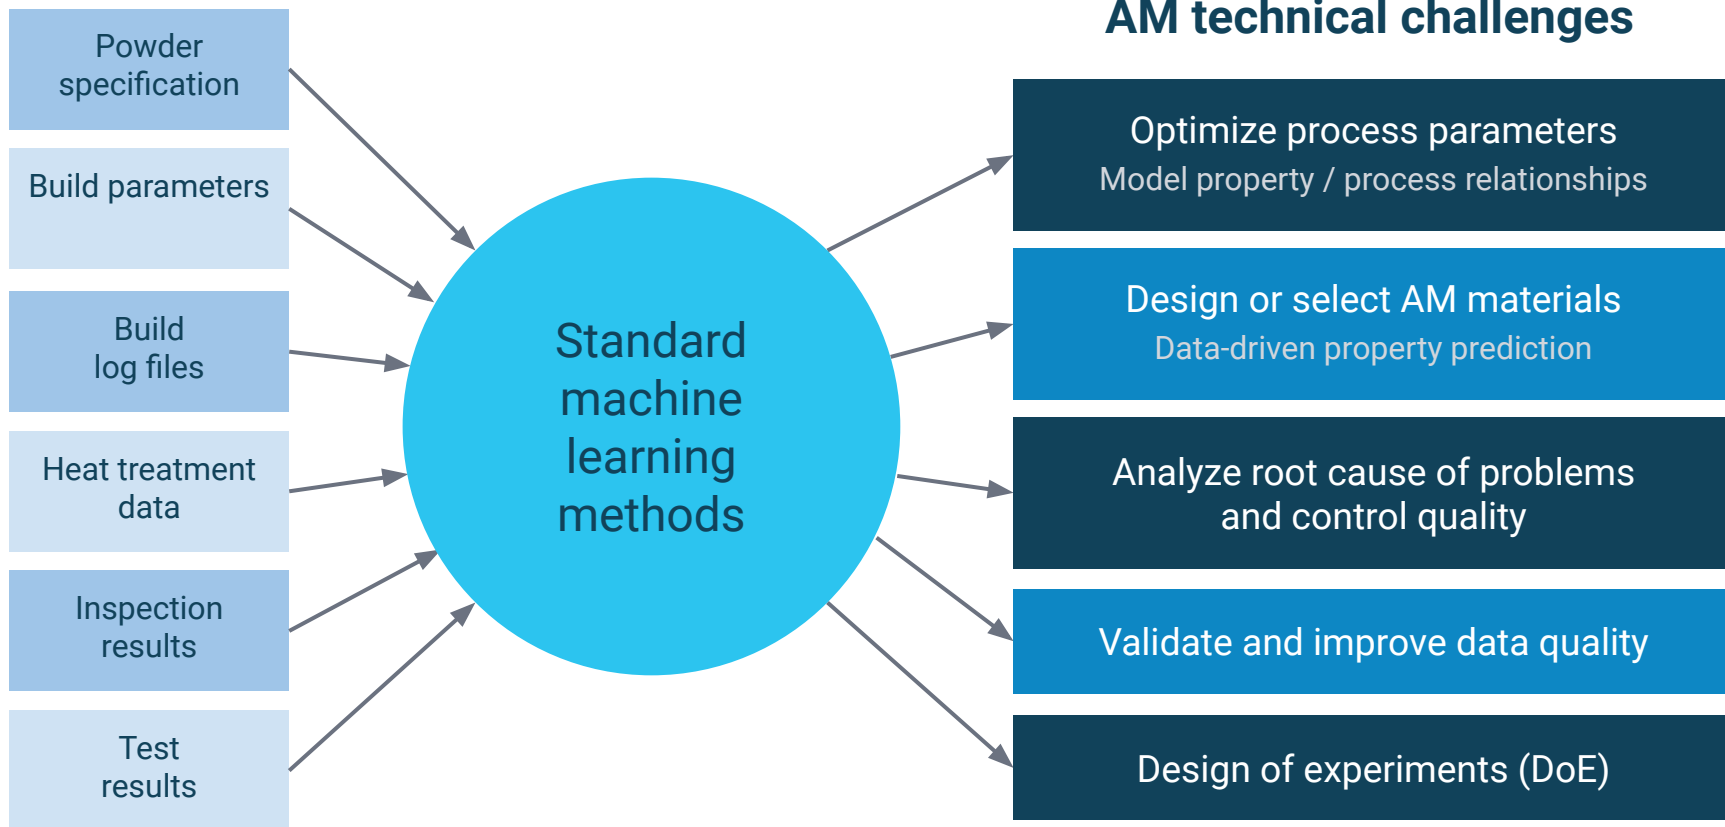 AM technical challenges
Powder
specification
Build parameters
Build
log files
Heat treatment
data
Inspection
results
Test
results
Standard
machine
learning
methods
Optimize process parameters
Model property / process relationships
Design or select AM materials
Data-driven property prediction
Analyze root cause of problems
and control quality
Validate and improve data quality
Design of experiments (DoE)